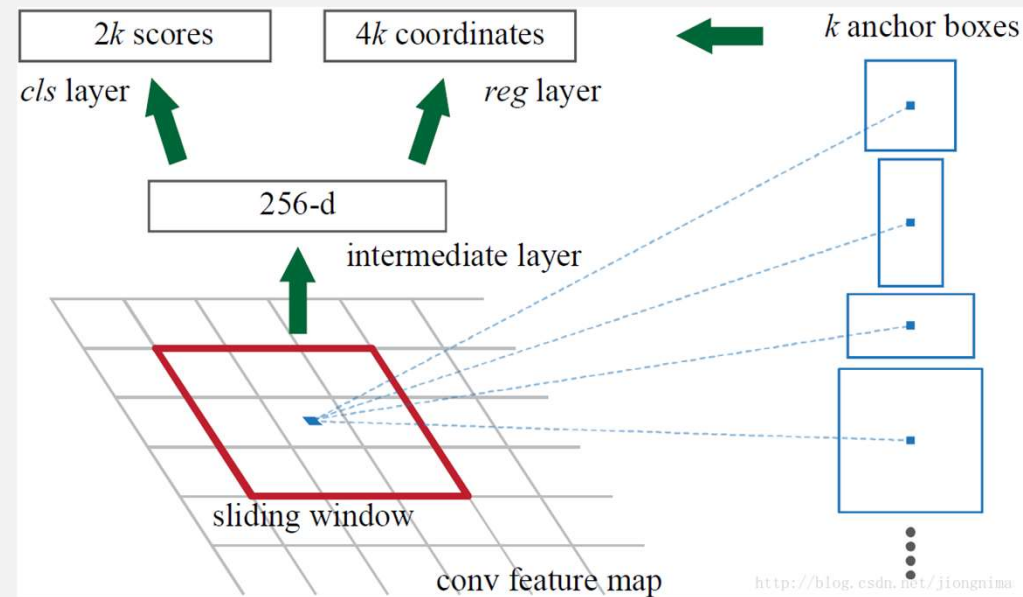 2k scores
4k coordinates
k anchor boxes
cls layer
reg layer
256-d
intermediate layer
sliding window
conv feature map
http://blog.csdn.net/jiongnima